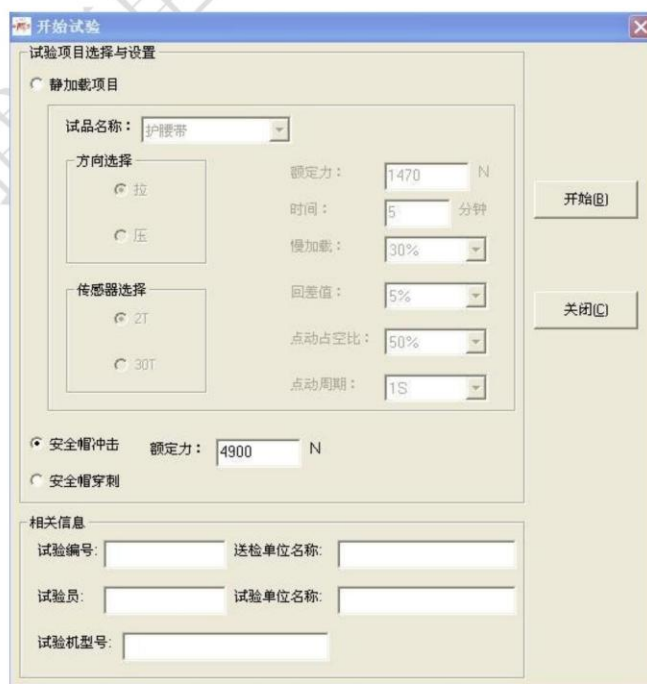 开始试验
试验项目选择与设置
静加载项目
试品名称： 护腰带
方向选择
拉
压
额定力： 1470 N
时间： 5 分钟
慢加载： 30%
传感器选择
2T
30T
回差值： 5%
点动占空比： 50%
点动周期： 1S
开始(B)
关闭(C)
安全帽冲击 额定力： 4900 N
安全帽穿刺
相关信息
试验编号: 送检单位名称:
试验员: 试验单位名称:
试验机型号: